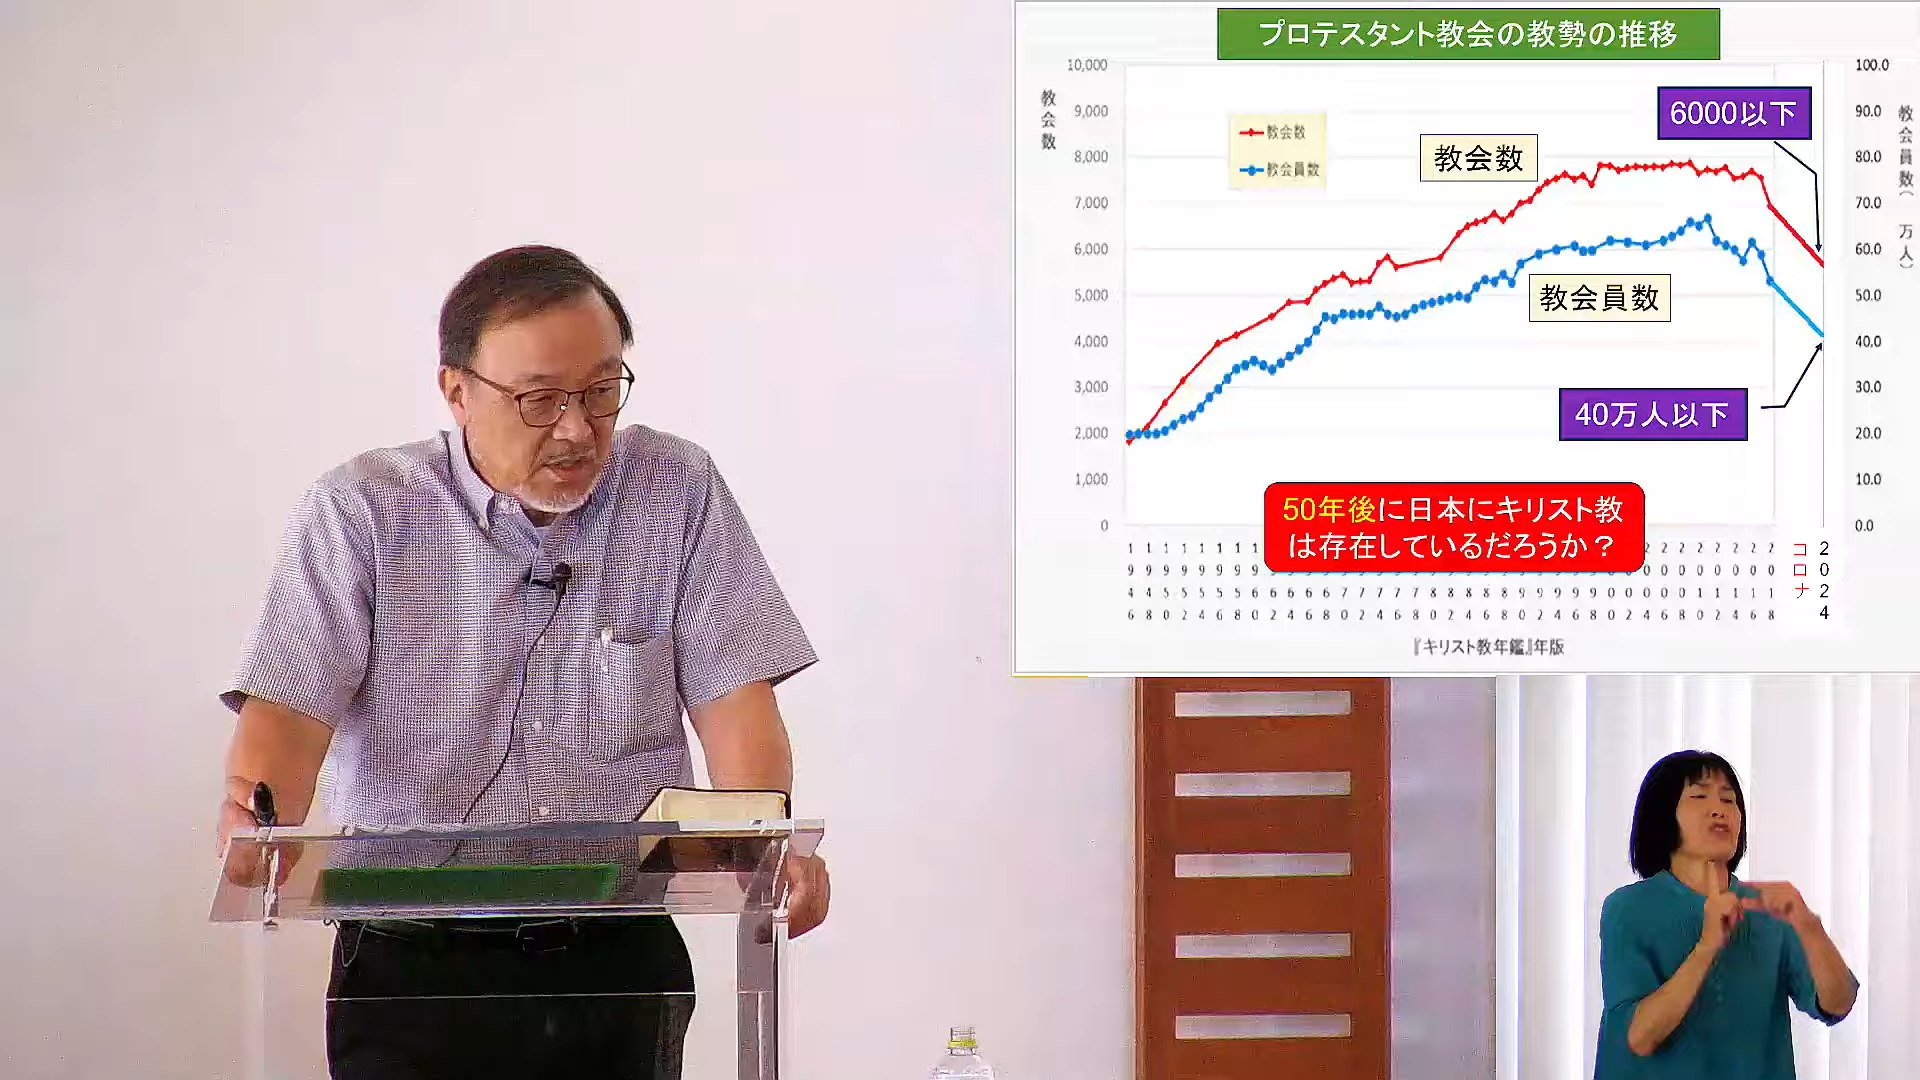 プロテスタント教会の教勢の推移
10,000
9,000
8,000
7,000
6,000
5,000
4,000
3,000
2,000
1,000
0
教会数
教会数
教会員数
教会数
6000以下
教会員数
40万人以下
100.0
90.0
80.0
70.0
60.0
50.0
40.0
30.0
20.0
10.0
0.0
教会員数（ 万人）
50年後に日本にキリスト教
は存在しているだろうか？
1946
1948
コロナ
2024
『キリスト教年鑑』年版